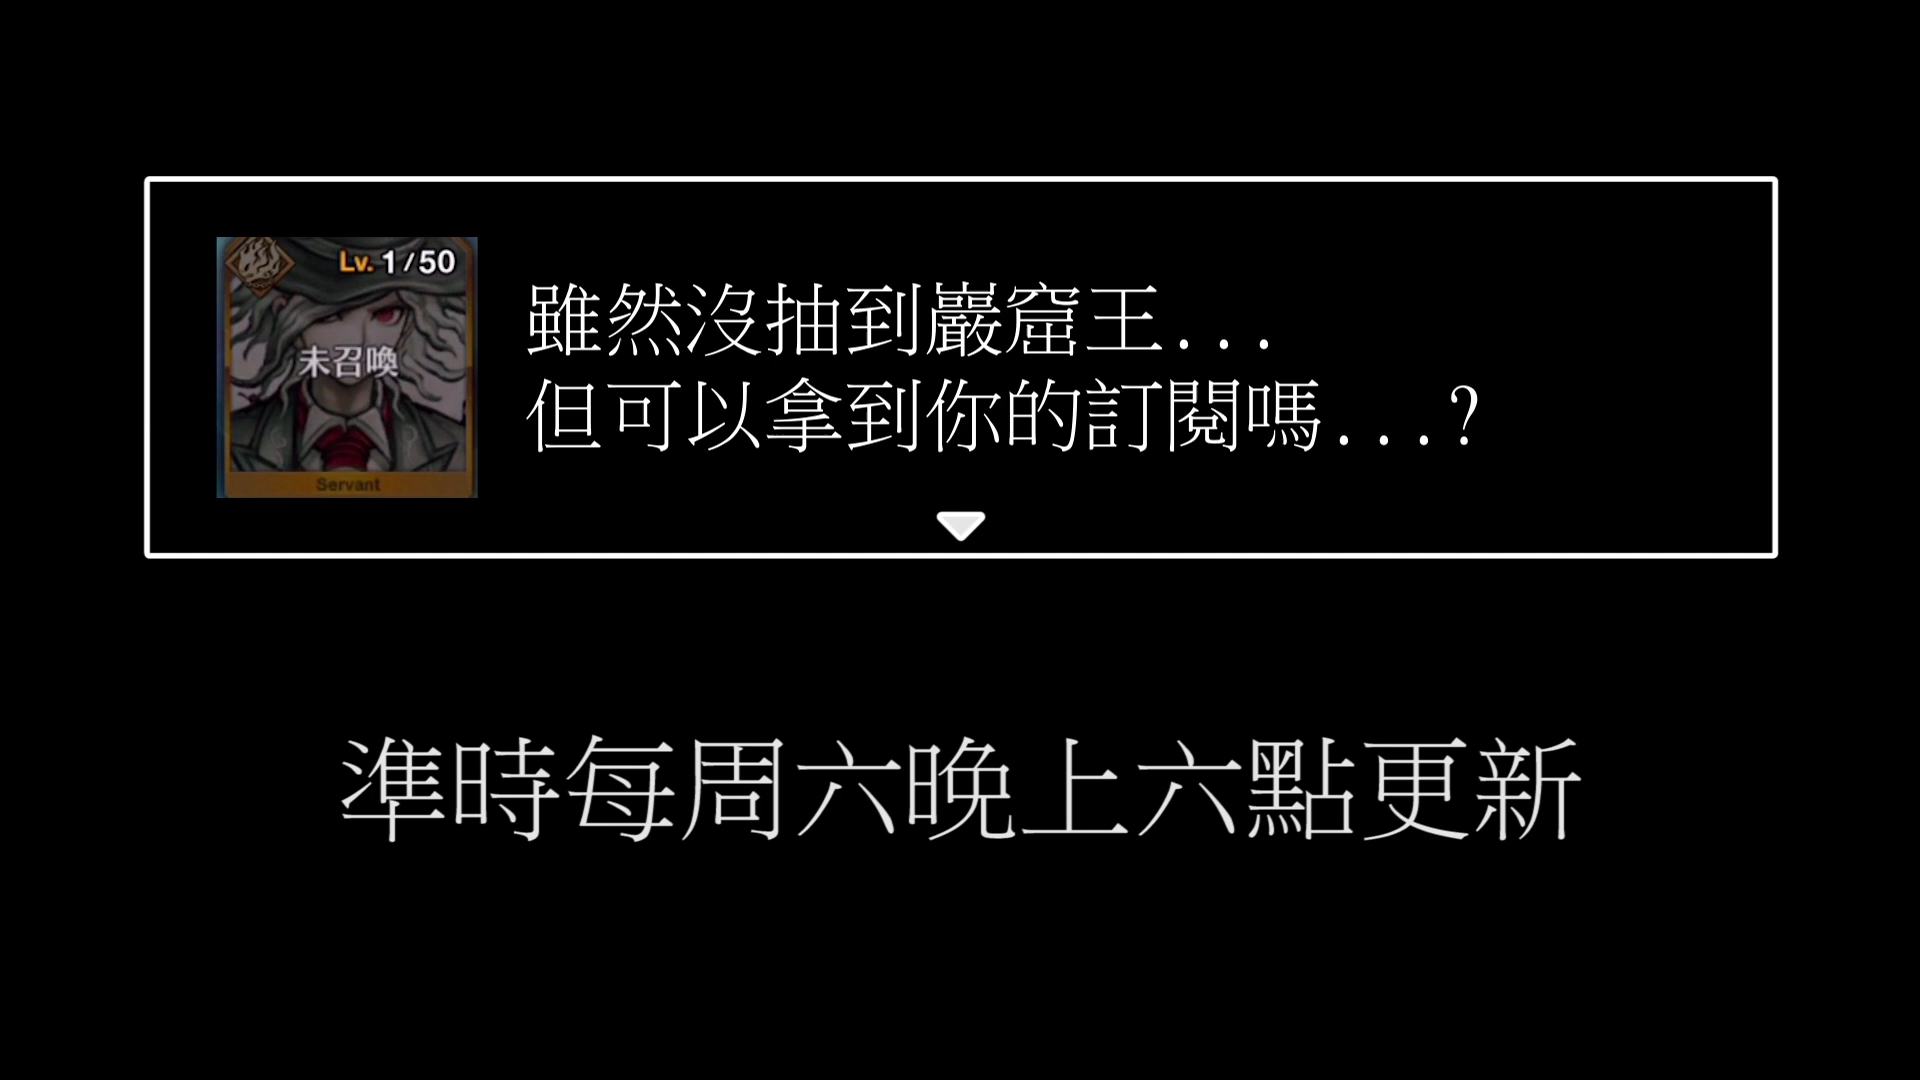 Lv. 1/50
未召喚
Servant
雖然沒抽到巖窟王...
但可以拿到你的訂閱嗎...?
準時每周六晚上六點更新